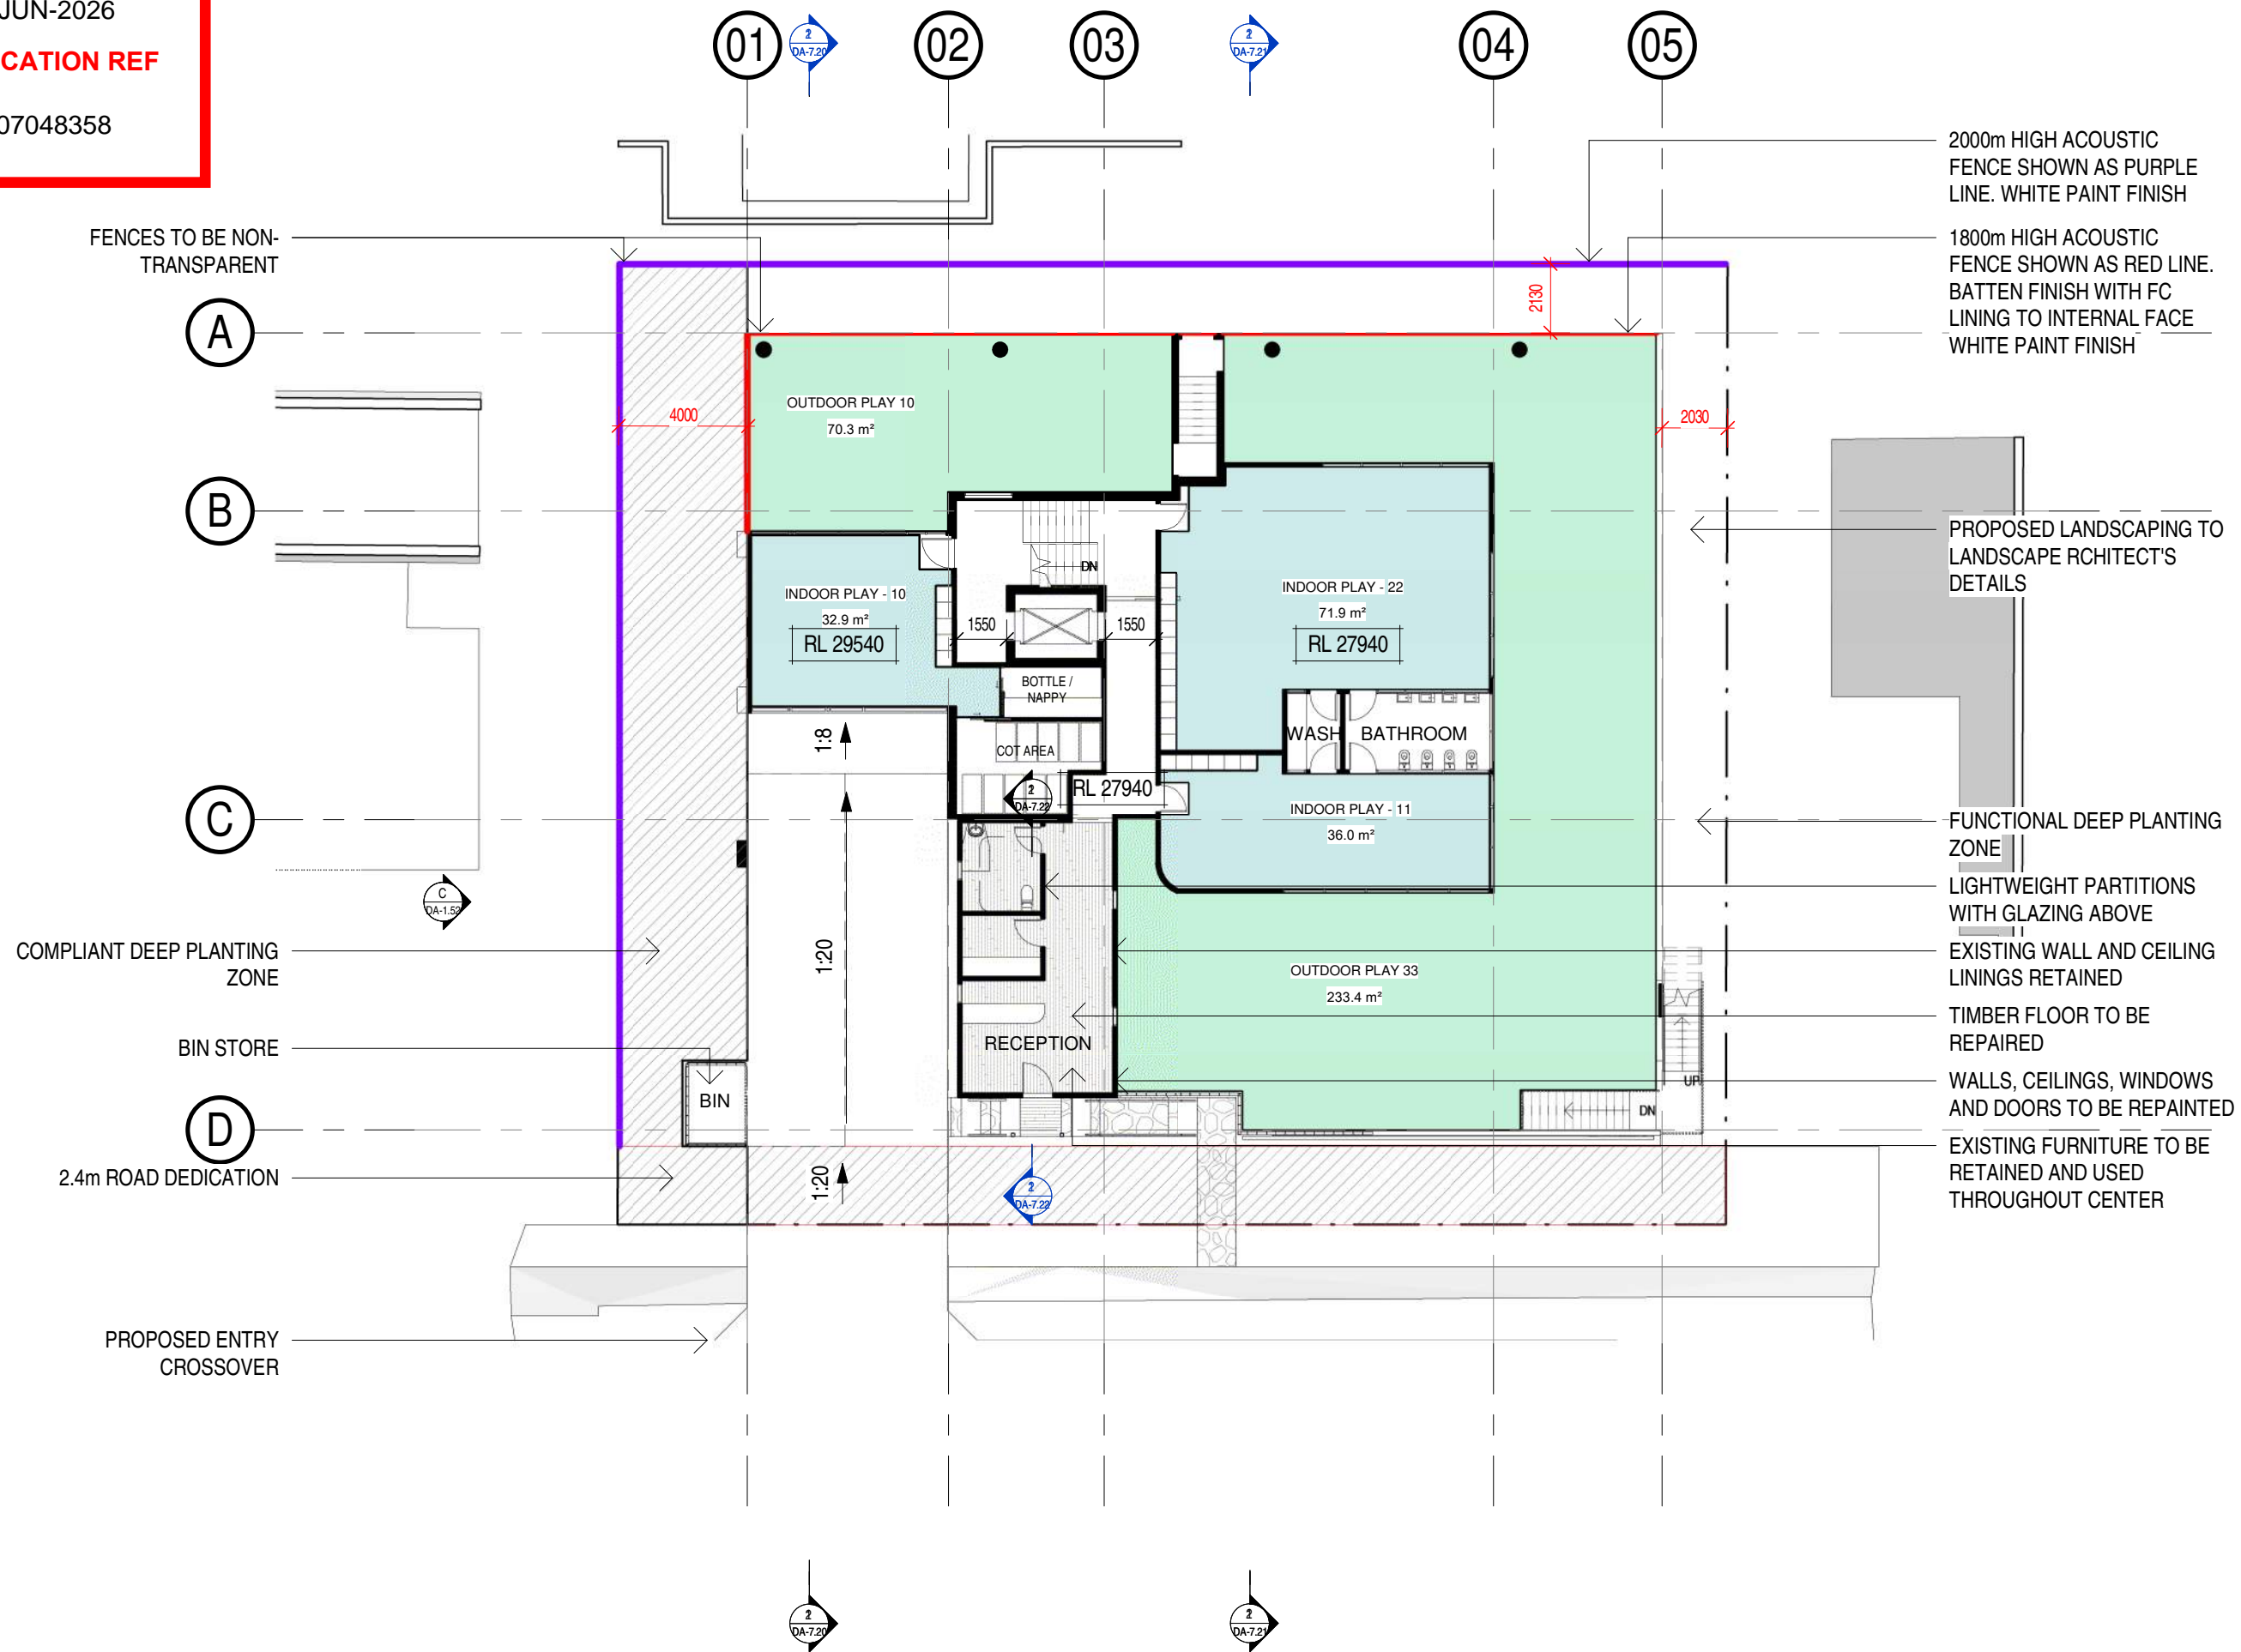 JUN-2026
CATION REF
07048358
01
2
DA-7.20
02
03
2
DA-7.21
04
05
2000m HIGH ACOUSTIC
FENCE SHOWN AS PURPLE
LINE. WHITE PAINT FINISH
1800m HIGH ACOUSTIC
FENCE SHOWN AS RED LINE.
BATTEN FINISH WITH FC
LINING TO INTERNAL FACE
WHITE PAINT FINISH
FENCES TO BE NON-
TRANSPARENT
A
2130
4000
OUTDOOR PLAY 10
70.3 m²
2030
B
PROPOSED LANDSCAPING TO
LANDSCAPE RCHITECT'S
DETAILS
DN
INDOOR PLAY - 10
32.9 m²
RL 29540
1550
1550
INDOOR PLAY - 22
71.9 m²
RL 27940
BOTTLE /
NAPPY
1:8
COT AREA
WASH
BATHROOM
2
DA-7.22
RL 27940
INDOOR PLAY - 11
36.0 m²
C
FUNCTIONAL DEEP PLANTING
ZONE
C
DA-1.52
LIGHTWEIGHT PARTITIONS
WITH GLAZING ABOVE
COMPLIANT DEEP PLANTING
ZONE
1:20
EXISTING WALL AND CEILING
LININGS RETAINED
OUTDOOR PLAY 33
233.4 m²
TIMBER FLOOR TO BE
REPAIRED
BIN STORE
RECEPTION
BIN
UP
DN
WALLS, CEILINGS, WINDOWS
AND DOORS TO BE REPAINTED
D
EXISTING FURNITURE TO BE
RETAINED AND USED
THROUGHOUT CENTER
2.4m ROAD DEDICATION
1:20
2
DA-7.22
PROPOSED ENTRY
CROSSOVER
2
DA-7.20
2
DA-7.21